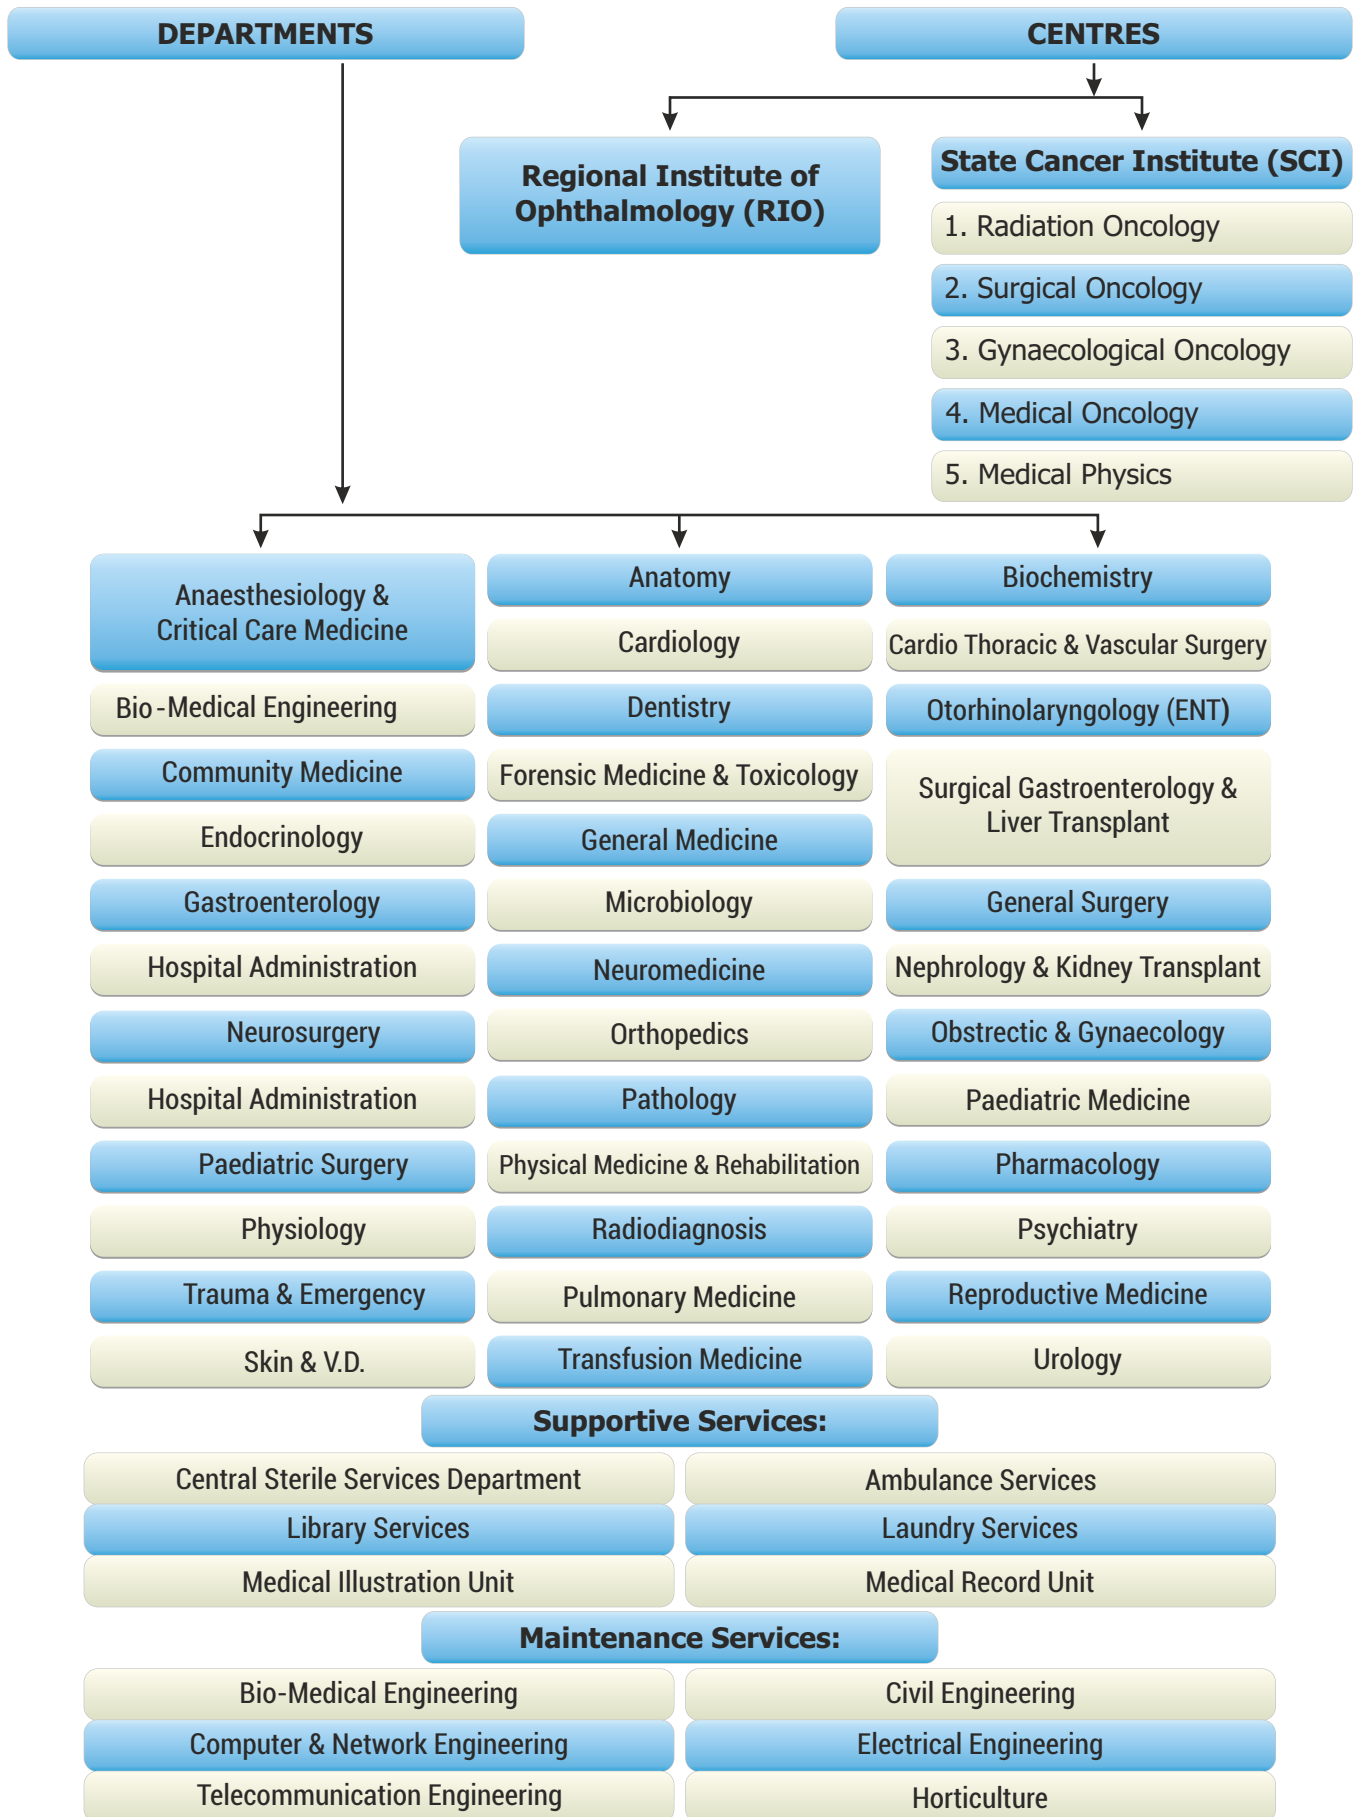 DEPARTMENTS
CENTRES
Regional Institute of
Ophthalmology (RIO)
State Cancer Institute (SCI)
1. Radiation Oncology
2. Surgical Oncology
3. Gynaecological Oncology
4. Medical Oncology
5. Medical Physics
Anaesthesiology &
Critical Care Medicine
Bio-Medical Engineering
Community Medicine
Endocrinology
Gastroenterology
Hospital Administration
Neurosurgery
Hospital Administration
Paediatric Surgery
Physiology
Trauma & Emergency
Skin & V.D.
Anatomy
Cardiology
Dentistry
Forensic Medicine & Toxicology
General Medicine
Microbiology
Neuromedicine
Orthopedics
Pathology
Physical Medicine & Rehabilitation
Radiodiagnosis
Pulmonary Medicine
Transfusion Medicine
Biochemistry
Cardio Thoracic & Vascular Surgery
Otorhinolaryngology (ENT)
Surgical Gastroenterology &
Liver Transplant
General Surgery
Nephrology & Kidney Transplant
Obstrectic & Gynaecology
Paediatric Medicine
Pharmacology
Psychiatry
Reproductive Medicine
Urology
Supportive Services:
Central Sterile Services Department
Ambulance Services
Library Services
Laundry Services
Medical Illustration Unit
Medical Record Unit
Maintenance Services:
Bio-Medical Engineering
Civil Engineering
Computer & Network Engineering
Electrical Engineering
Telecommunication Engineering
Horticulture